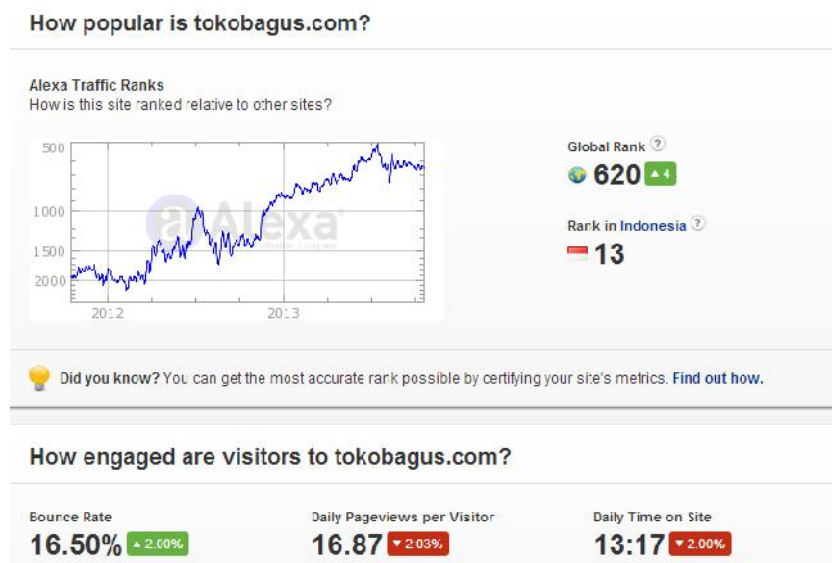 How popular is tokobagus.com?
Alexa Traffic Ranks
How is this site ranked relative to other sites?
500
1000
1500
2000
2012
2013
Alexa
Global Rank ?
620 4
Rank in Indonesia ?
13
Did you know? You can get the most accurate rank possible by certifying your site's metrics. Find out how.
How engaged are visitors to tokobagus.com?
Bounce Rate
16.50% 2.00%
Daily Pageviews per Visitor
16.87 2.03%
Daily Time on Site
13:17 2.00%